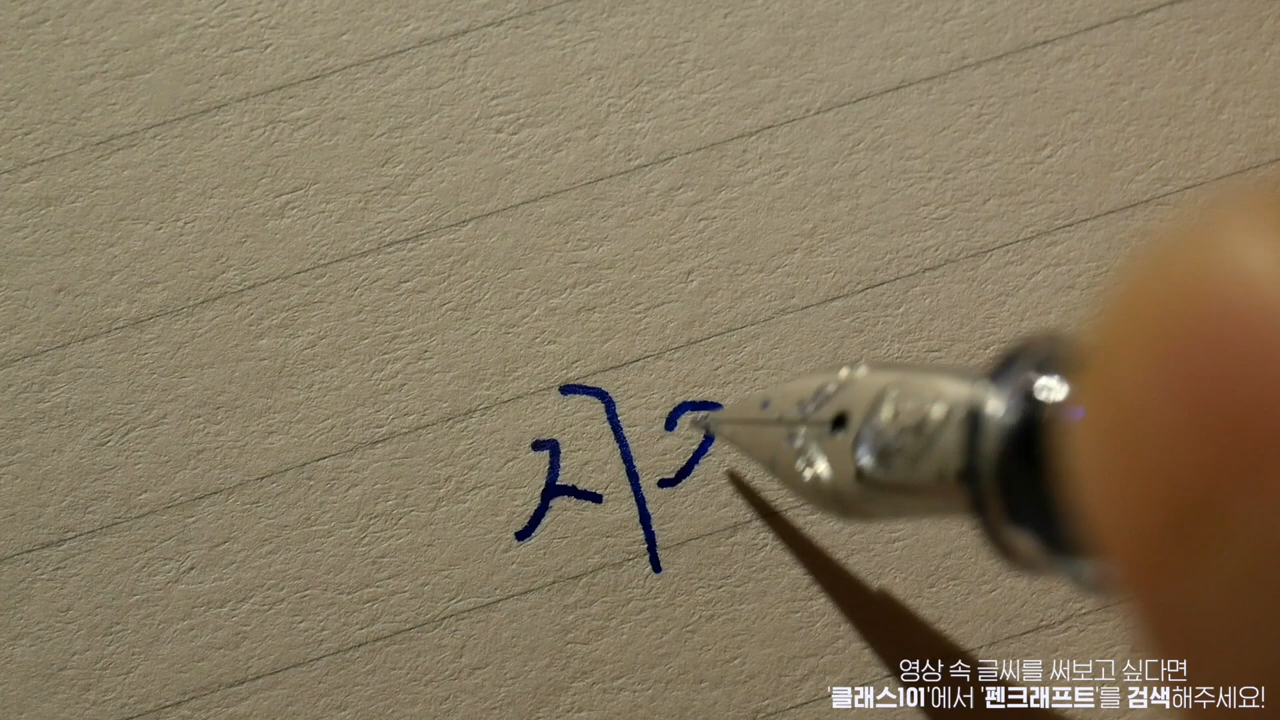 지
영상 속 글씨를 써보고 싶다면
'클래스101'에서 '펜크래프트'를 검색해주세요!